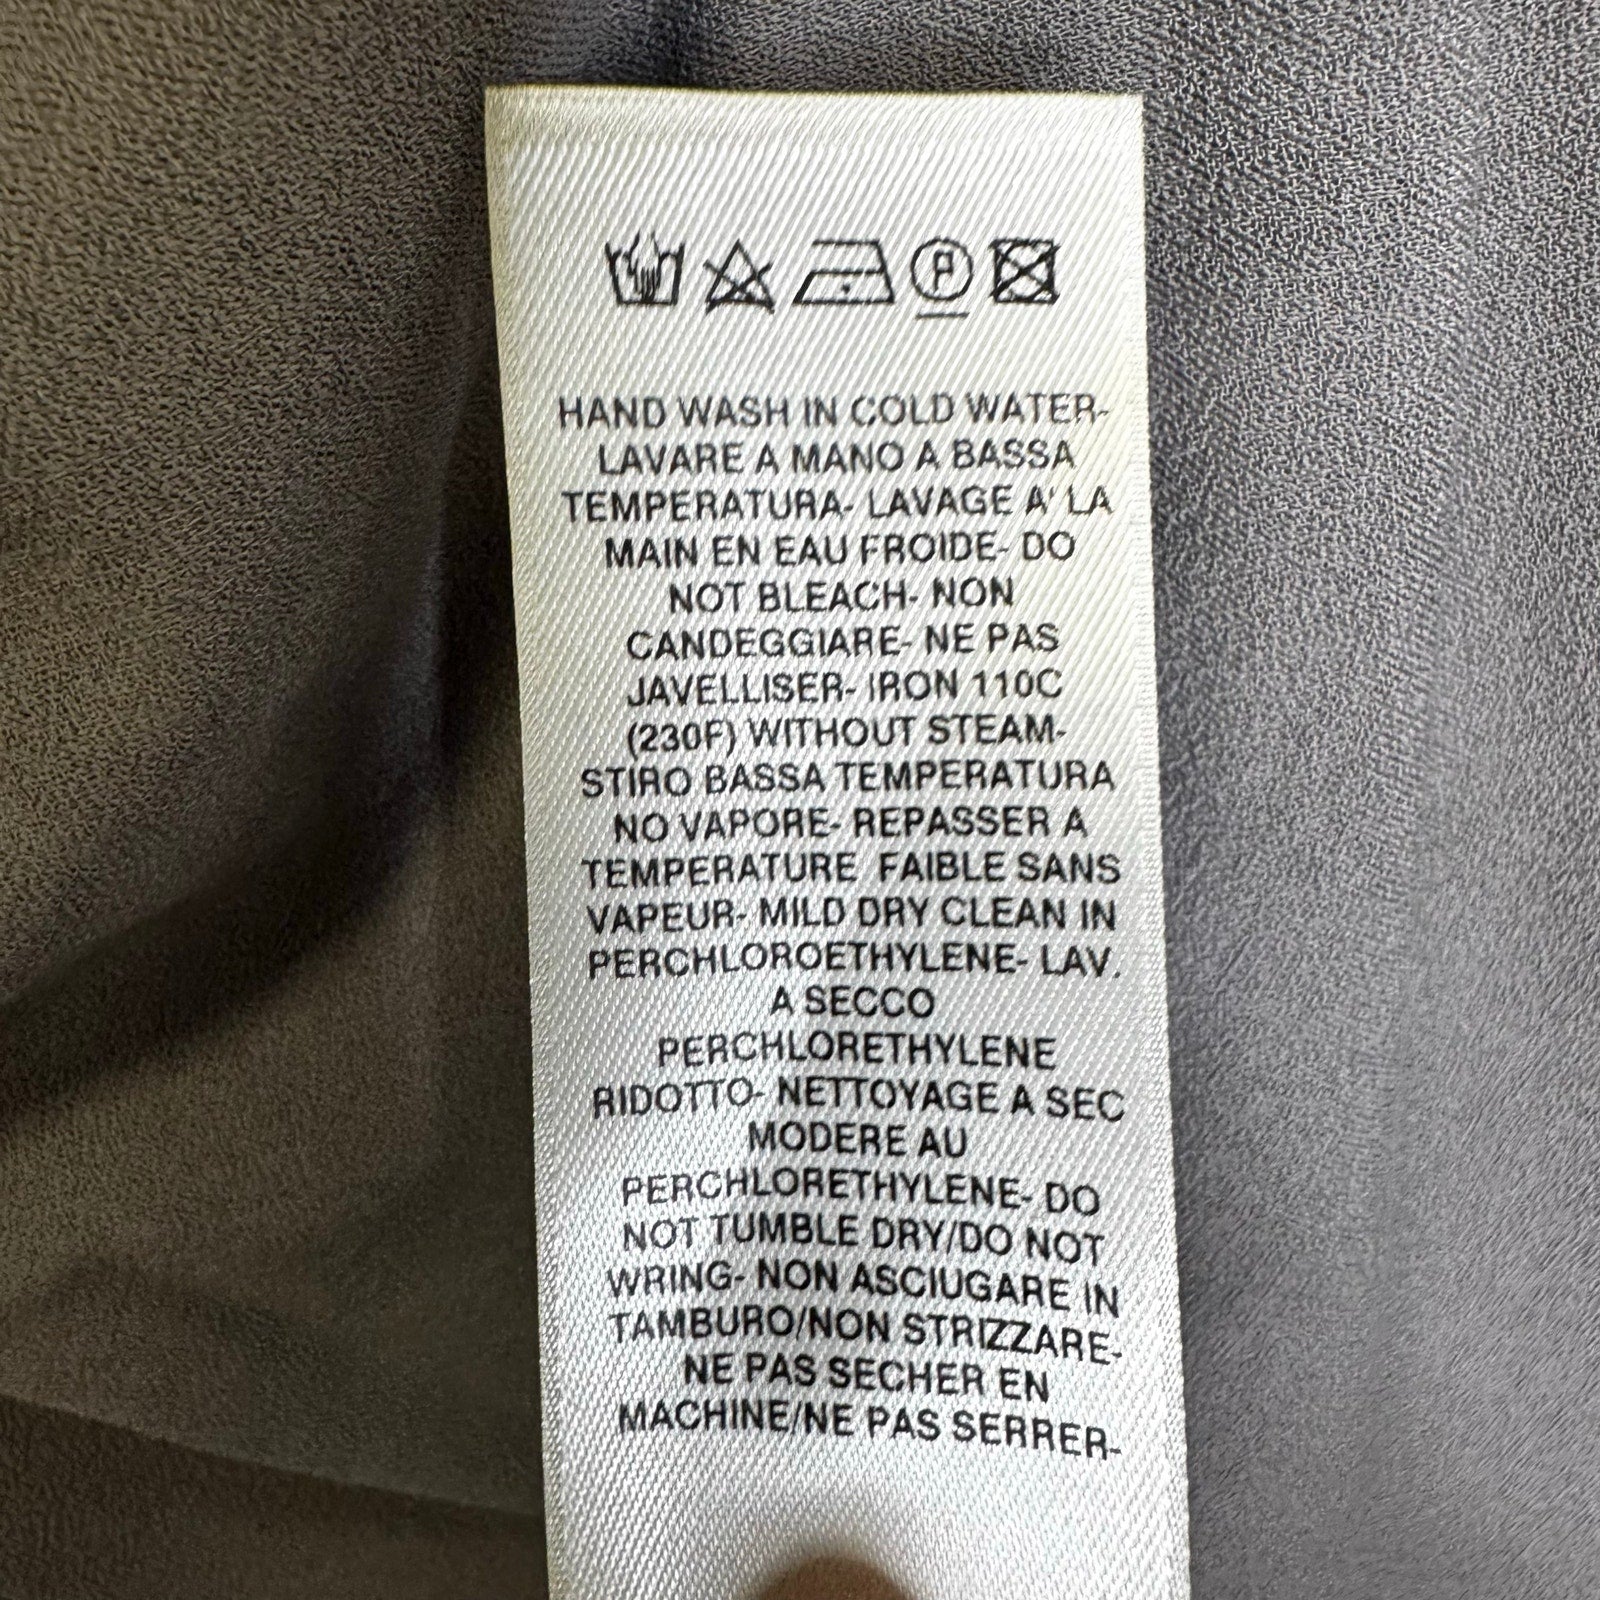 HAND WASH IN COLD WATER-
LAVARE A MANO A BASSA
TEMPERATURA- LAVAGE A' LA
MAIN EN EAU FROIDE- DO
NOT BLEACH- NON
CANDEGGIARE- NE PAS
JAVELLISER- IRON 110C
(230F) WITHOUT STEAM-
STIRO BASSA TEMPERATURA
NO VAPORE- REPASSER A
TEMPERATURE FAIBLE SANS
VAPEUR- MILD DRY CLEAN IN
PERCHLOROETHYLENE- LAV.
A SECCO
PERCHLORETHYLENE
RIDOTTO- NETTOYAGE A SEC
MODERE AU
PERCHLORETHYLENE- DO
NOT TUMBLE DRY/DO NOT
WRING- NON ASCIUGARE IN
TAMBURO/NON STRIZZARE-
NE PAS SECHER EN
MACHINE/NE PAS SERRER-